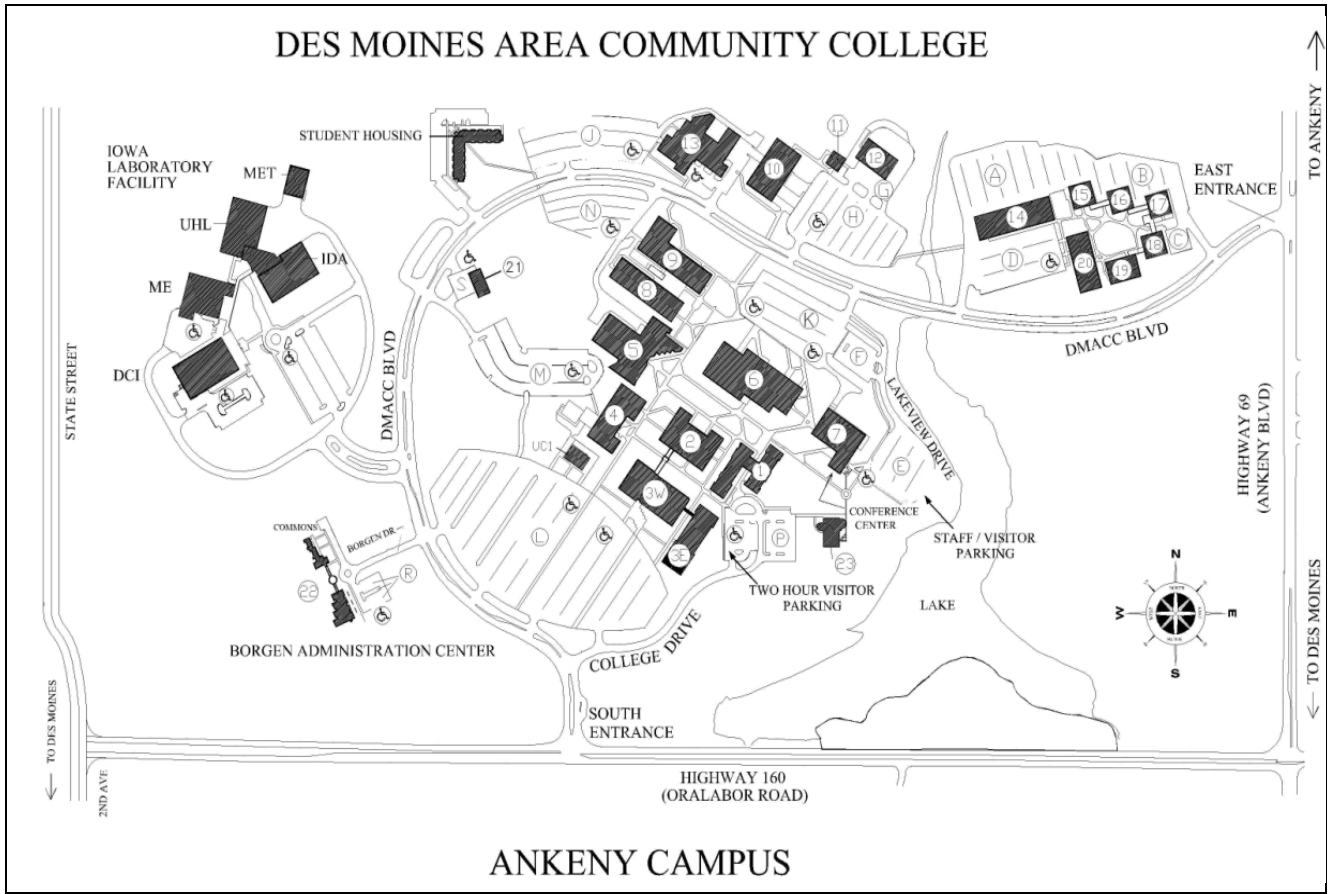 DES MOINES AREA COMMUNITY COLLEGE
TO ANKENY
STUDENT HOUSING
IOWA
LABORATORY
FACILITY
MET
UHL
IDA
ME
DCI
J
13
10
11
12
G
H
N
A
B
EAST
ENTRANCE
14
15
16
17
18
C
D
20
19
9
8
21
S
K
5
F
M
6
DMACC BLVD
DMACC BLVD
STATE STREET
LAKEVIEW DRIVE
HIGHWAY 69
(ANKENY BLVD)
4
2
7
UC1
1
E
3W
L
3E
P
23
CONFERENCE
CENTER
STAFF / VISITOR
PARKING
COMMONS
BORGEN DR.
R
22
TWO HOUR VISITOR
PARKING
LAKE
N
W
E
S
BORGEN ADMINISTRATION CENTER
COLLEGE DRIVE
SOUTH
ENTRANCE
TO DES MOINES
TO DES MOINES
2ND AVE
HIGHWAY 160
(ORALABOR ROAD)
ANKENY CAMPUS